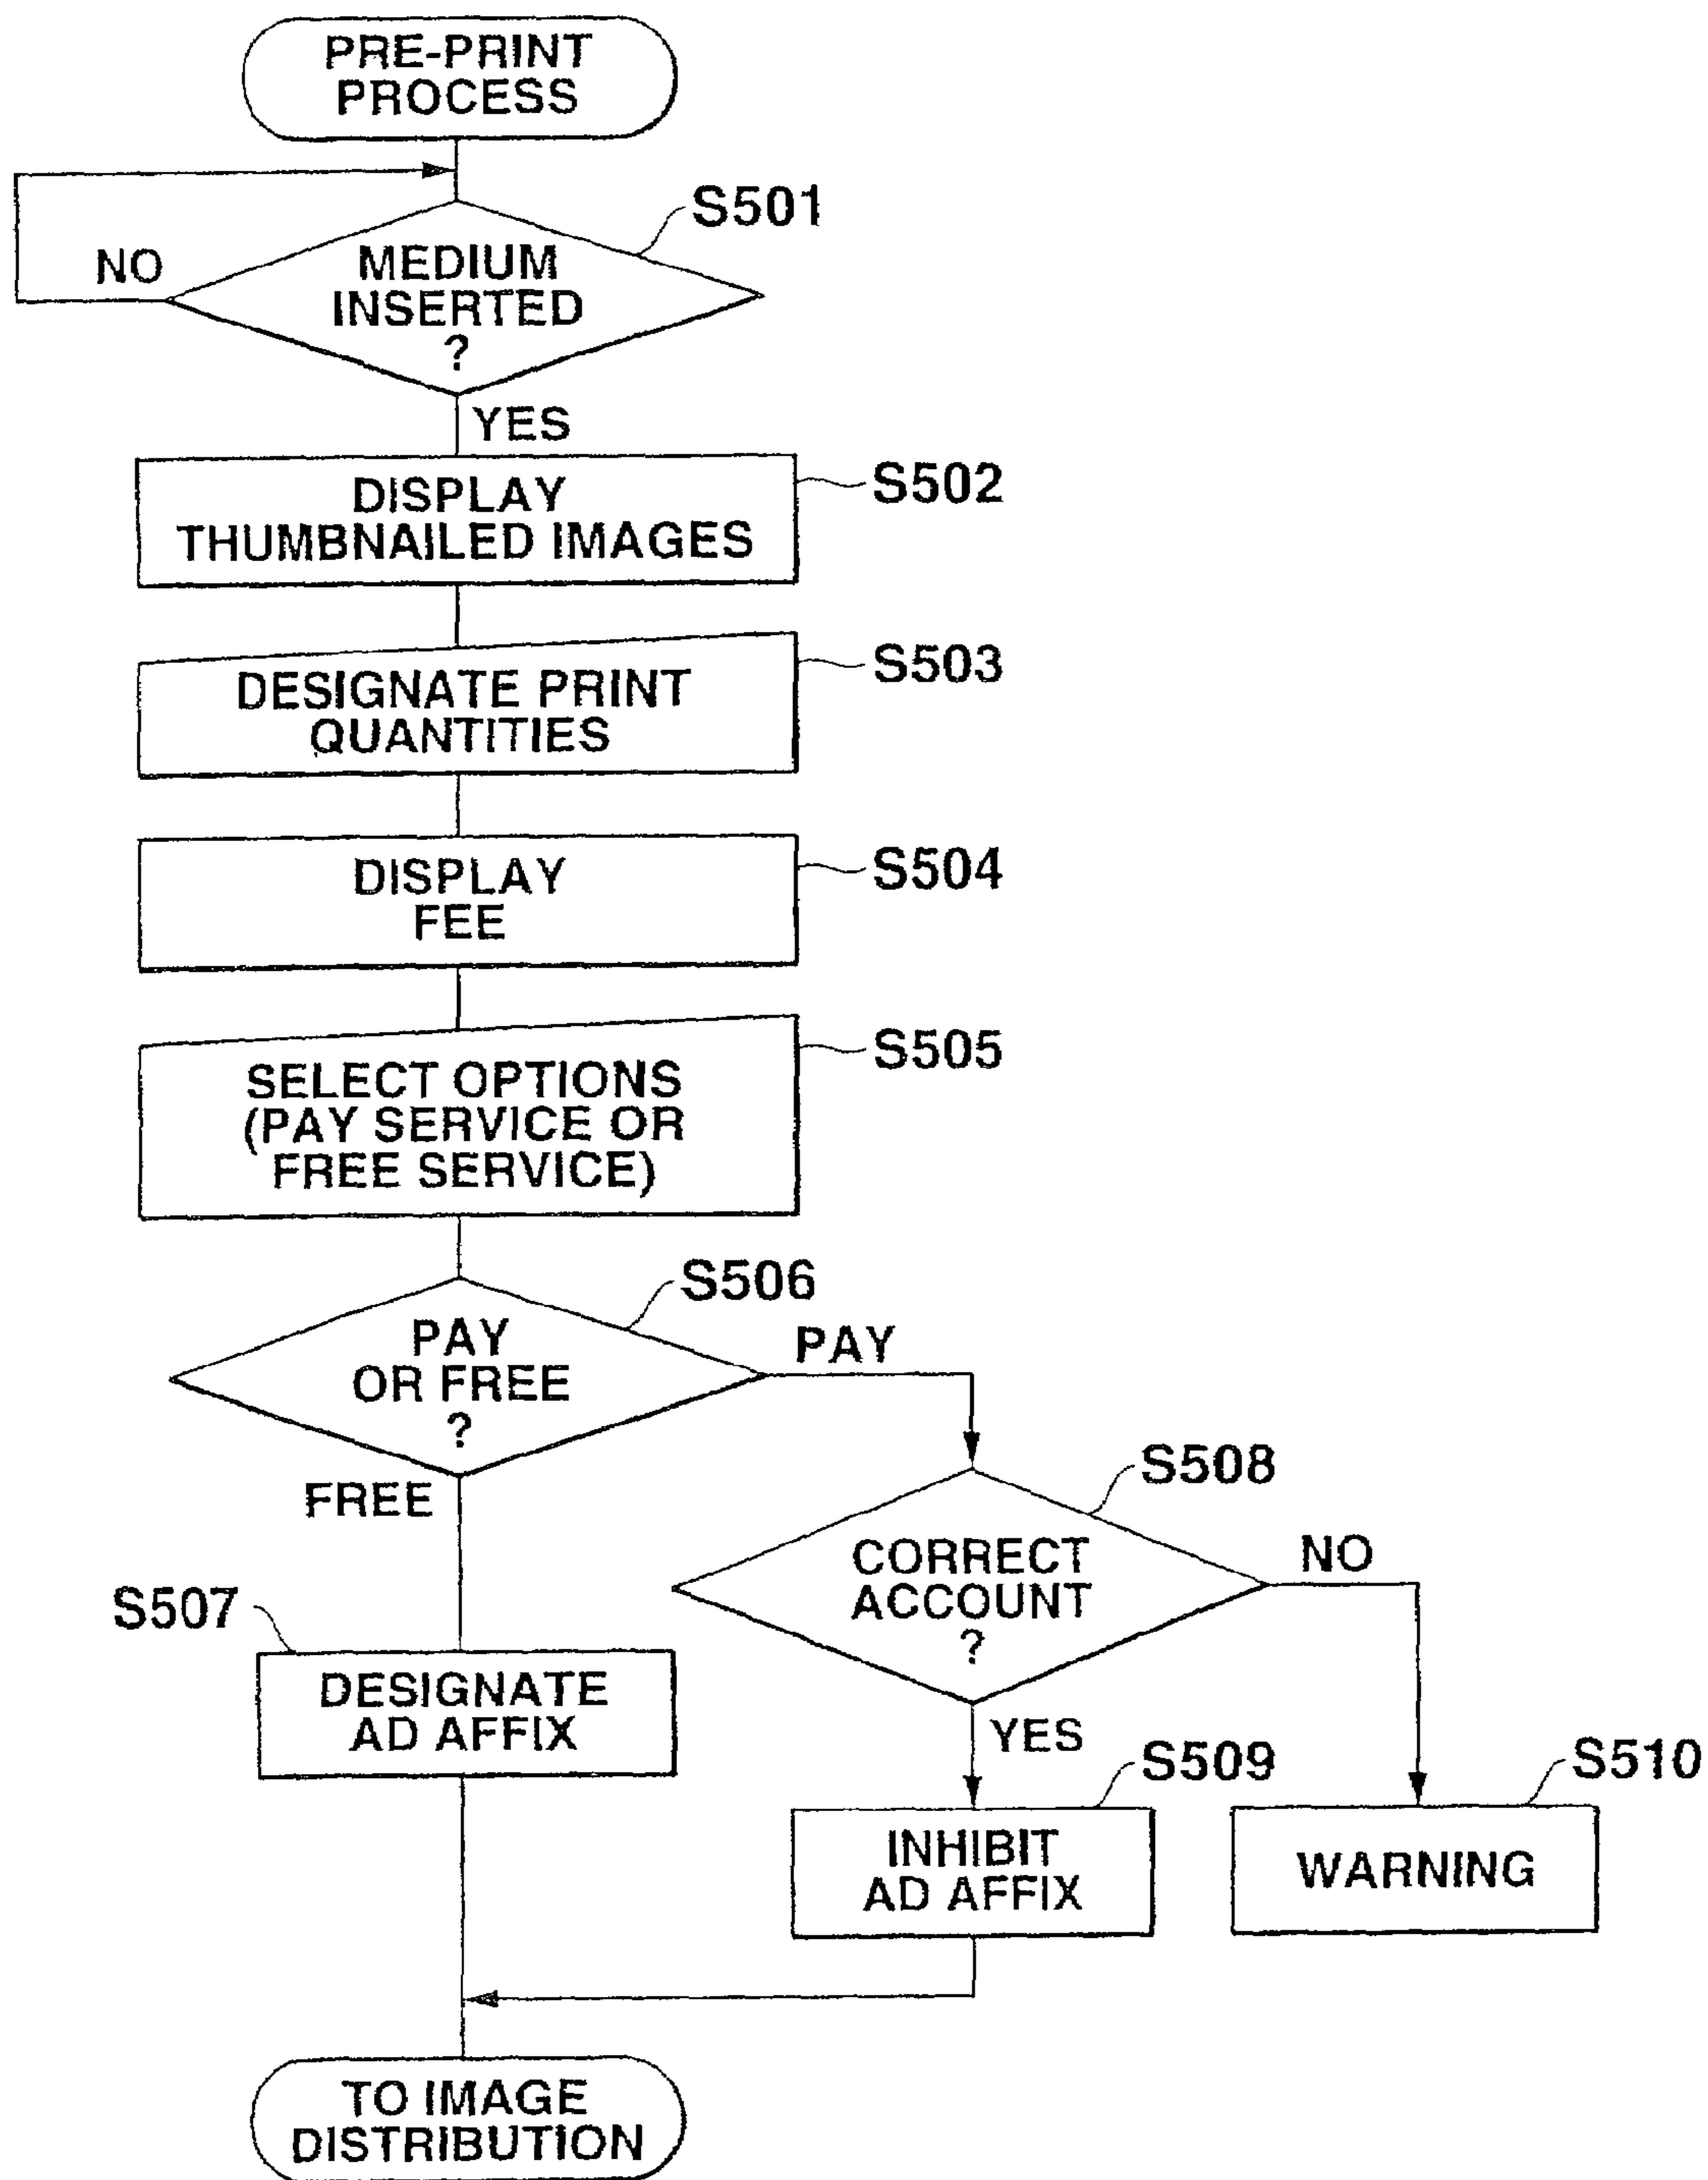 PRE-PRINT
PROCESS
S501
NO
MEDIUM
INSERTED
?
YES
DISPLAY
THUMBNAILED IMAGES
S502
DESIGNATE PRINT
QUANTITIES
S503
DISPLAY
FEE
S504
SELECT OPTIONS
(PAY SERVICE OR
FREE SERVICE)
S505
S506
PAY
OR FREE
?
PAY
FREE
S508
CORRECT
ACCOUNT
?
NO
S507
DESIGNATE
AD AFFIX
YES
S509
INHIBIT
AD AFFIX
S510
WARNING
TO IMAGE
DISTRIBUTION